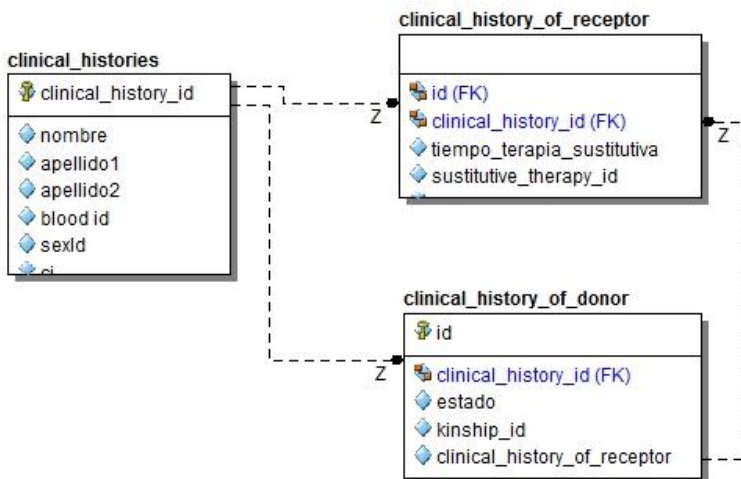 clinical_histories
clinical_history_id
nombre
apellido1
apellido2
blood id
sexId
ci
clinical_history_of_receptor
id (FK)
clinical_history_id (FK)
tiempo_terapia_sustitutiva
sustitutive_therapy_id
Z
Z
clinical_history_of_donor
id
clinical_history_id (FK)
estado
kinship_id
clinical_history_of_receptor
Z